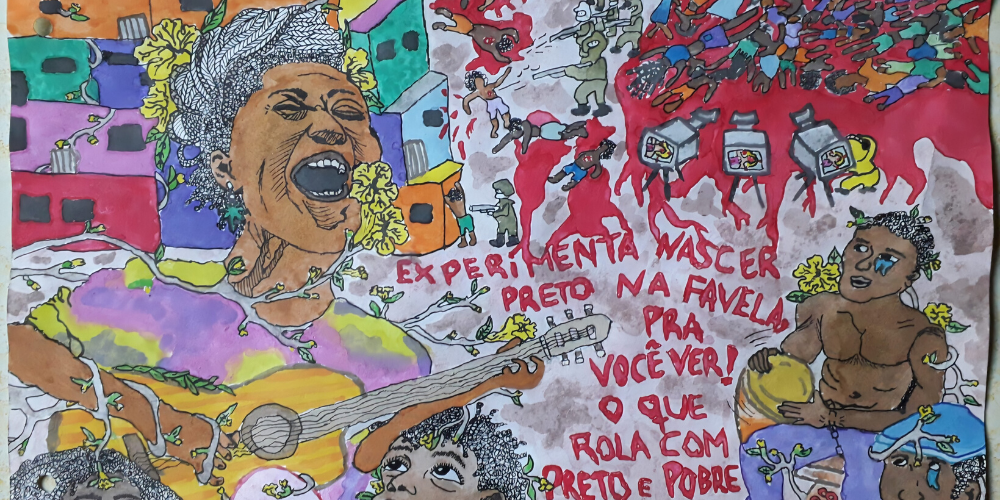 EXPERIMENTA NASCER
PRETO NA FAVELA,
PRA
VOCÊ VER!
O QUE
ROLA COM
PRETO E POBRE